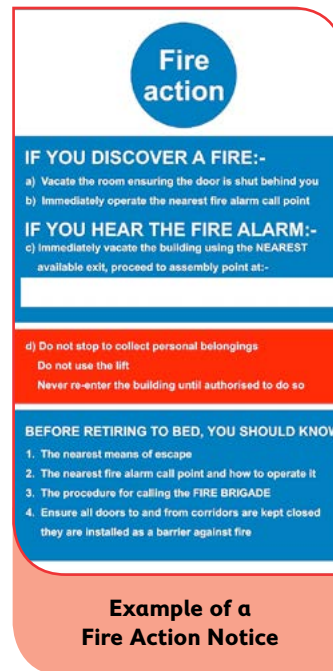 Fire
action
IF YOU DISCOVER A FIRE:-
a) Vacate the room ensuring the door is shut behind you
b) Immediately operate the nearest fire alarm call point
IF YOU HEAR THE FIRE ALARM:-
c) Immediately vacate the building using the NEAREST
available exit, proceed to assembly point at:-
d) Do not stop to collect personal belongings
Do not use the lift
Never re-enter the building until authorised to do so
BEFORE RETIRING TO BED, YOU SHOULD KNOW
1. The nearest means of escape
2. The nearest fire alarm call point and how to operate it
3. The procedure for calling the FIRE BRIGADE
4. Ensure all doors to and from corridors are kept closed
they are installed as a barrier against fire
Example of a
Fire Action Notice